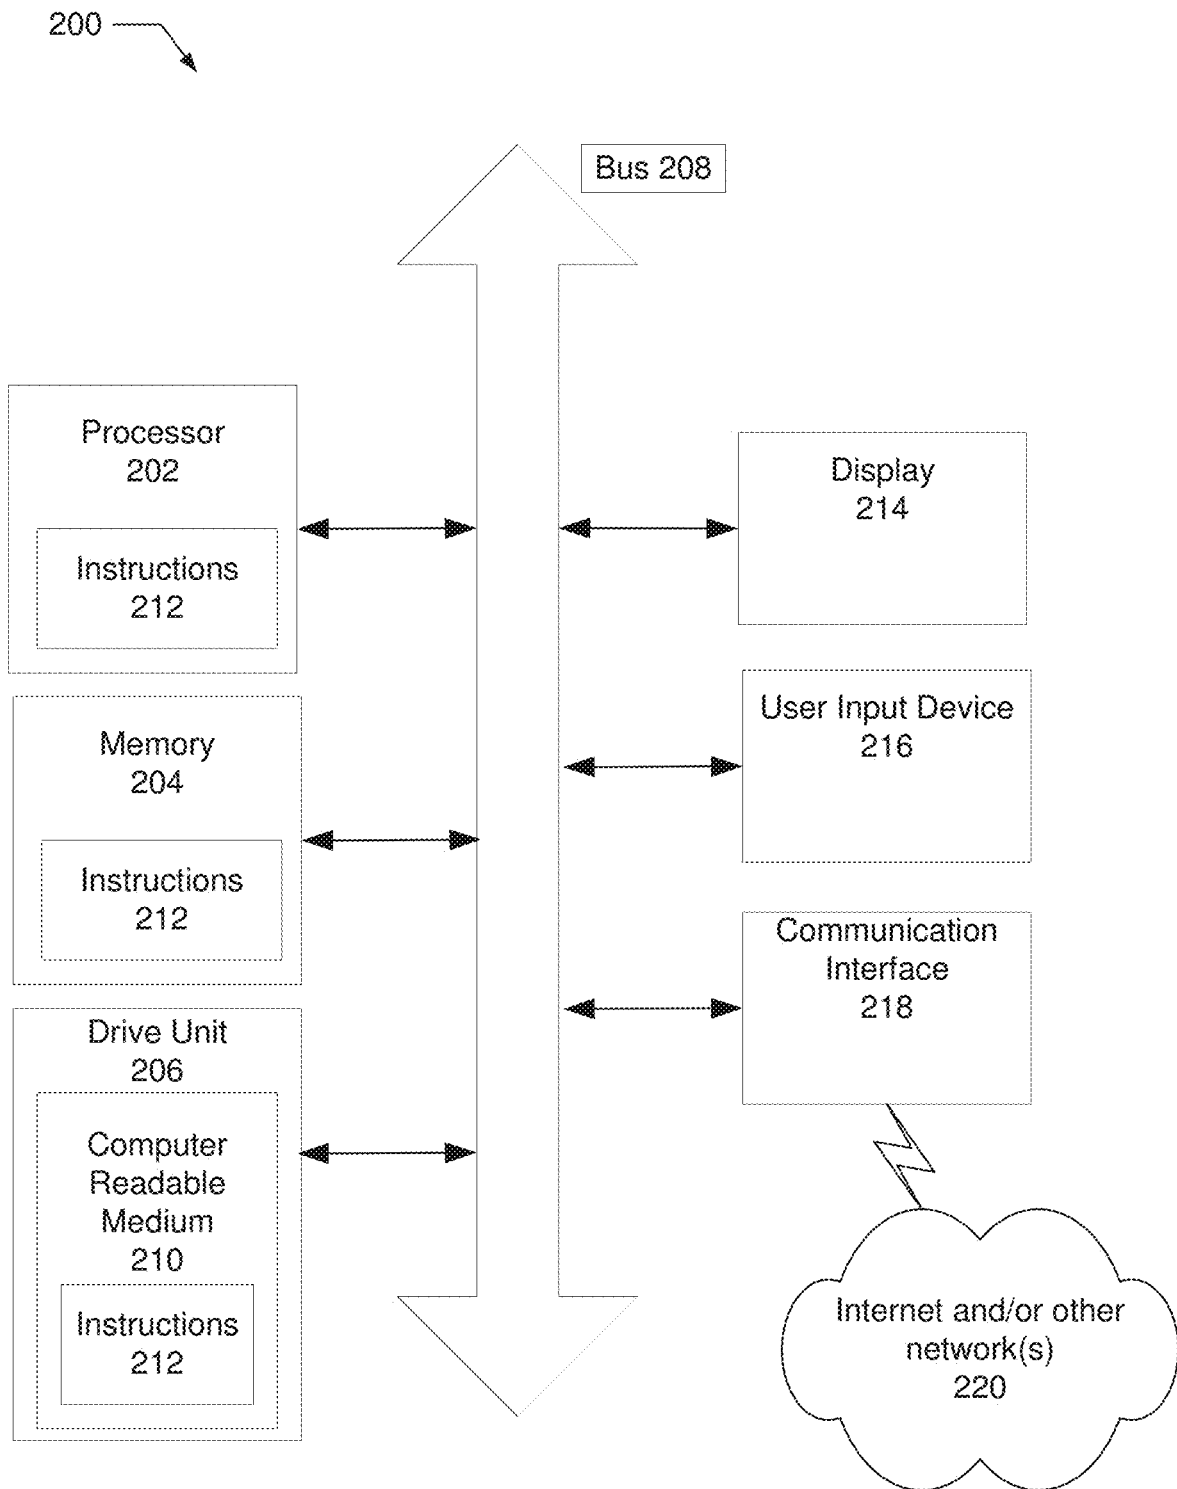 200
Bus 208
Processor
202
Instructions
212
Memory
204
Instructions
212
Drive Unit
206
Computer
Readable
Medium
210
Instructions
212
Display
214
User Input Device
216
Communication
Interface
218
Internet and/or other
network(s)
220